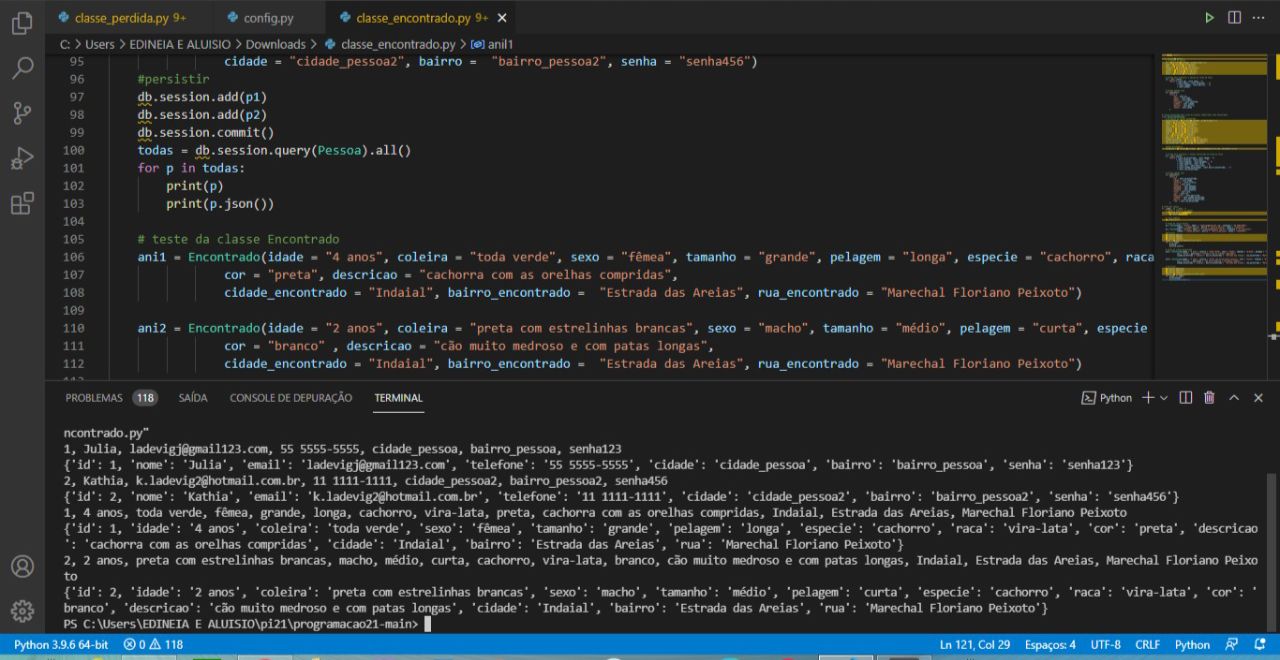 classe_perdida.py 9+ config.py classe_encontrado.py 9+
C: > Users > EDINEIA E ALUISIO > Downloads > classe_encontrado.py > ani1
95 cidade = "cidade_pessoa2", bairro = "bairro_pessoa2", senha = "senha456")
96 #persistir
97 db.session.add(p1)
98 db.session.add(p2)
99 db.session.commit()
100 todas = db.session.query(Pessoa).all()
101 for p in todas:
102 print(p)
103 print(p.json())
104
105 # teste da classe Encontrado
106 ani1 = Encontrado(idade = "4 anos", coleira = "toda verde", sexo = "fêmea", tamanho = "grande", pelagem = "longa", especie = "cachorro", raca
107 cor = "preta", descricao = "cachorra com as orelhas compridas",
108 cidade_encontrado = "Indaial", bairro_encontrado = "Estrada das Areias", rua_encontrado = "Marechal Floriano Peixoto")
109
110 ani2 = Encontrado(idade = "2 anos", coleira = "preta com estrelinhas brancas", sexo = "macho", tamanho = "médio", pelagem = "curta", especie
111 cor = "branco" , descricao = "cão muito medroso e com patas longas",
112 cidade_encontrado = "Indaial", bairro_encontrado = "Estrada das Areias", rua_encontrado = "Marechal Floriano Peixoto")
PROBLEMAS 118 SAÍDA CONSOLE DE DEPURAÇÃO TERMINAL Python
ncontrado.py"
1, Julia, ladevigj@gmail123.com, 55 5555-5555, cidade_pessoa, bairro_pessoa, senha123
{'id': 1, 'nome': 'Julia', 'email': 'ladevigj@gmail123.com', 'telefone': '55 5555-5555', 'cidade': 'cidade_pessoa', 'bairro': 'bairro_pessoa', 'senha': 'senha123'}
2, Kathia, k.ladevig2@hotmail.com.br, 11 1111-1111, cidade_pessoa2, bairro_pessoa2, senha456
{'id': 2, 'nome': 'Kathia', 'email': 'k.ladevig2@hotmail.com.br', 'telefone': '11 1111-1111', 'cidade': 'cidade_pessoa2', 'bairro': 'bairro_pessoa2', 'senha': 'senha456'}
1, 4 anos, toda verde, fêmea, grande, longa, cachorro, vira-lata, preta, cachorra com as orelhas compridas, Indaial, Estrada das Areias, Marechal Floriano Peixoto
{'id': 1, 'idade': '4 anos', 'coleira': 'toda verde', 'sexo': 'fêmea', 'tamanho': 'grande', 'pelagem': 'longa', 'especie': 'cachorro', 'raca': 'vira-lata', 'cor': 'preta', 'descricao
': 'cachorra com as orelhas compridas', 'cidade': 'Indaial', 'bairro': 'Estrada das Areias', 'rua': 'Marechal Floriano Peixoto'}
2, 2 anos, preta com estrelinhas brancas, macho, médio, curta, cachorro, vira-lata, branco, cão muito medroso e com patas longas, Indaial, Estrada das Areias, Marechal Floriano Peixo
to
{'id': 2, 'idade': '2 anos', 'coleira': 'preta com estrelinhas brancas', 'sexo': 'macho', 'tamanho': 'médio', 'pelagem': 'curta', 'especie': 'cachorro', 'raca': 'vira-lata', 'cor': '
branco', 'descricao': 'cão muito medroso e com patas longas', 'cidade': 'Indaial', 'bairro': 'Estrada das Areias', 'rua': 'Marechal Floriano Peixoto'}
PS C:\Users\EDINEIA E ALUISIO\pi21\programacao21-main>
Python 3.9.6 64-bit 0 118 Ln 121, Col 29 Espaços: 4 UTF-8 CRLF Python